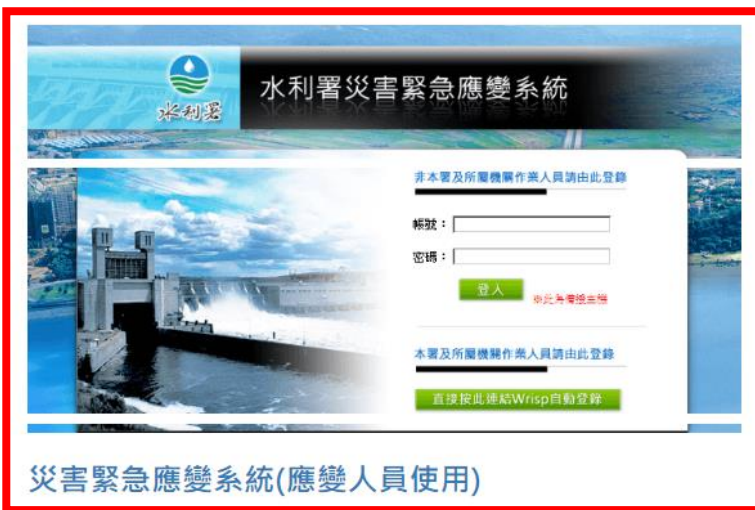 水利署
水利署災害緊急應變系統
非本署及所屬機關作業人員請由此登錄
帳號：
密碼：
登入
本署及所屬機關作業人員請由此登錄
直接按此連結Wrisp自動登錄
災害緊急應變系統(應變人員使用)